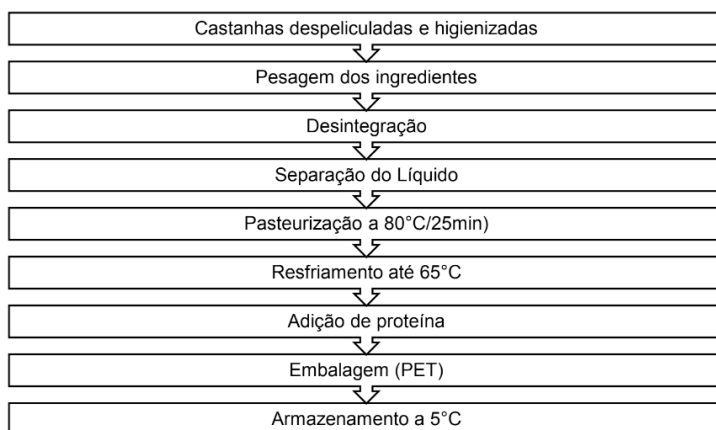 Castanhas despeliculadas e higienizadas
Pesagem dos ingredientes
Desintegração
Separação do Líquido
Pasteurização a 80°C/25min)
Resfriamento até 65°C
Adição de proteína
Embalagem (PET)
Armazenamento a 5°C